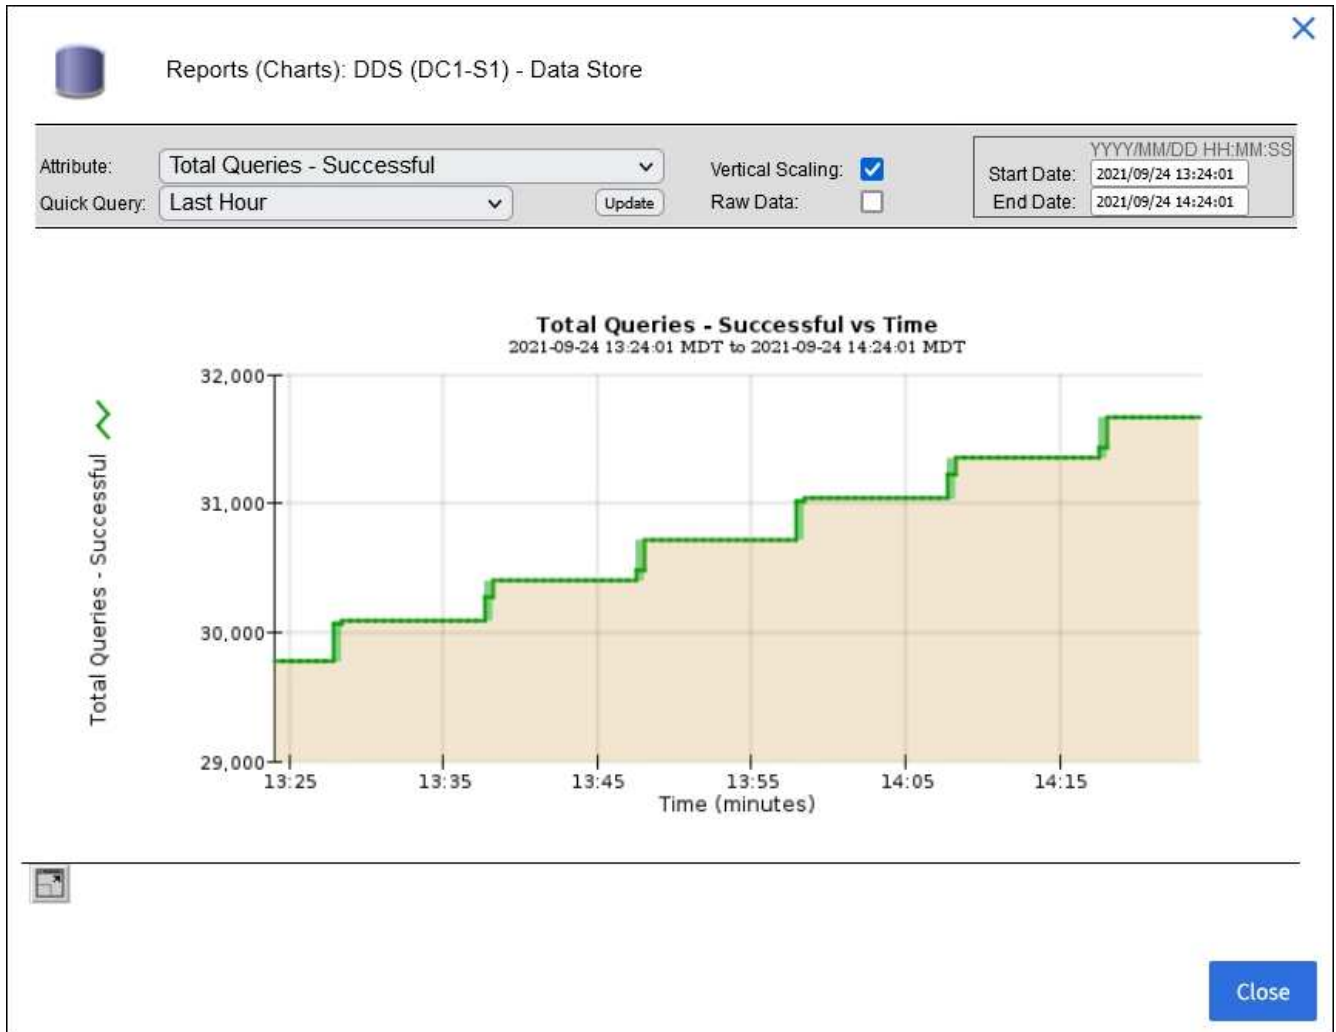 Reports (Charts): DDS (DC1-S1) - Data Store
Attribute: Total Queries - Successful
Vertical Scaling:
YYYY/MM/DD HH:MM:SS
Start Date: 2021/09/24 13:24:01
Quick Query: Last Hour
Update
Raw Data:
End Date: 2021/09/24 14:24:01
Total Queries - Successful vs Time
2021-09-24 13:24:01 MDT to 2021-09-24 14:24:01 MDT
Total Queries - Successful
32,000
31,000
30,000
29,000
13:25 13:35 13:45 13:55 14:05 14:15
Time (minutes)
Close